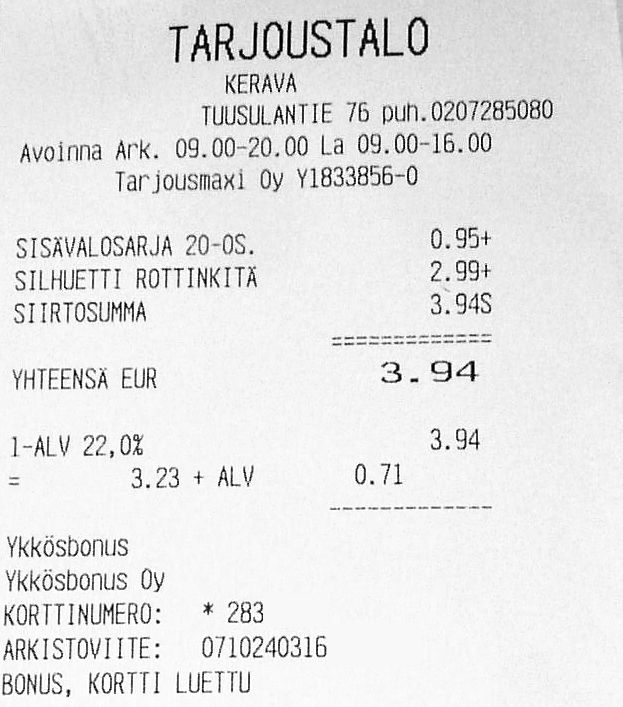 TARJOUSTALO
KERAVA
TUUSULANTIE 76 puh.0207285080
Avoinna Ark. 09.00-20.00 La 09.00-16.00
Tarjousmaxi Oy Y1833856-0
SISÄVALOSARJA 20-OS. 0.95+
SILHUETTI ROTTINKITÄ 2.99+
SIIRTOSUMMA 3.94S
=============
YHTEENSÄ EUR 3.94
1-ALV 22,0% 3.94
= 3.23 + ALV 0.71
-------------
Ykkösbonus
Ykkösbonus Oy
KORTTINUMERO: * 283
ARKISTOVIITE: 0710240316
BONUS, KORTTI LUETTU